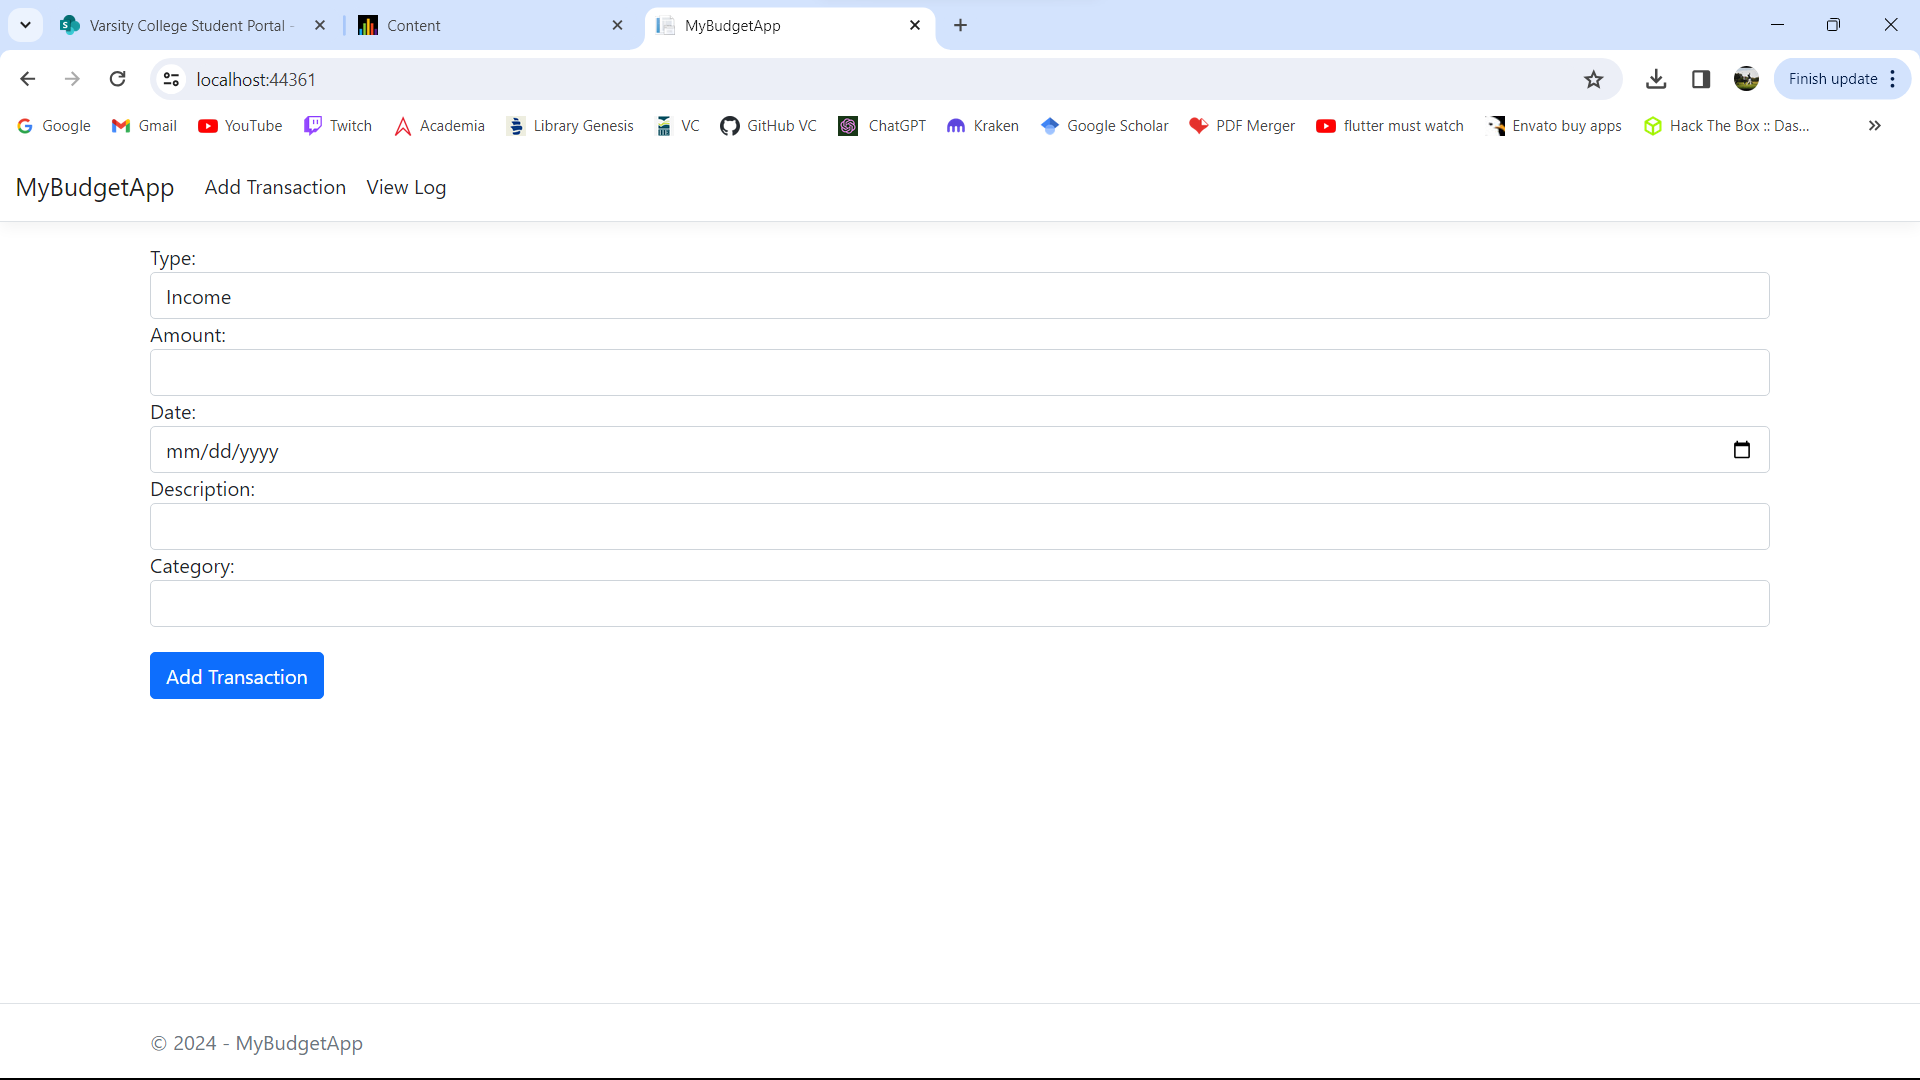 Varsity College Student Portal -
Content
MyBudgetApp
localhost:44361
Finish update
Google
Gmail
YouTube
Twitch
Academia
Library Genesis
VC
GitHub VC
ChatGPT
Kraken
Google Scholar
PDF Merger
flutter must watch
Envato buy apps
Hack The Box :: Das...
MyBudgetApp
Add Transaction
View Log
Type:
Income
Amount:
Date:
mm/dd/yyyy
Description:
Category:
Add Transaction
© 2024 - MyBudgetApp